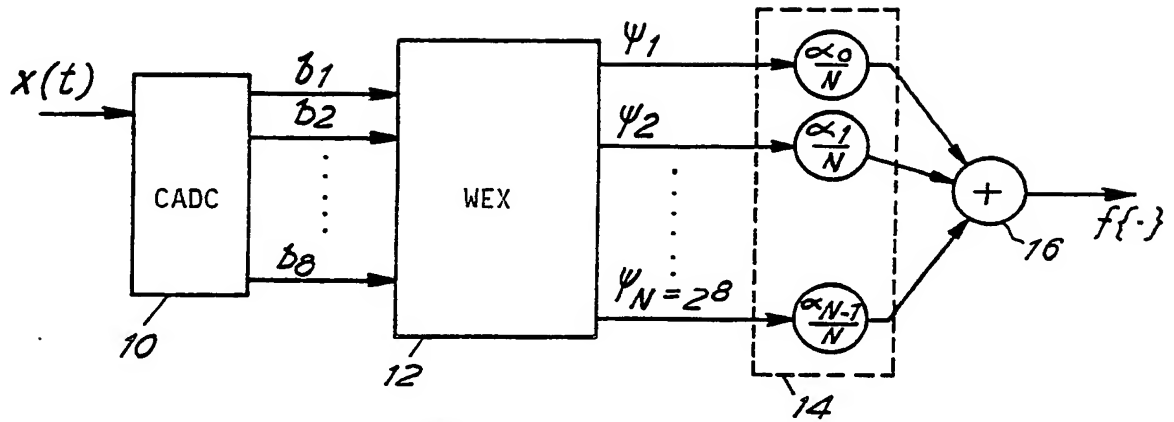 x(t)
CADC
10
b1
b2
b8
WEX
12
ψ1
ψ2
ψN = 2^8
α0/N
α1/N
αN-1/N
14
+
16
f{·}